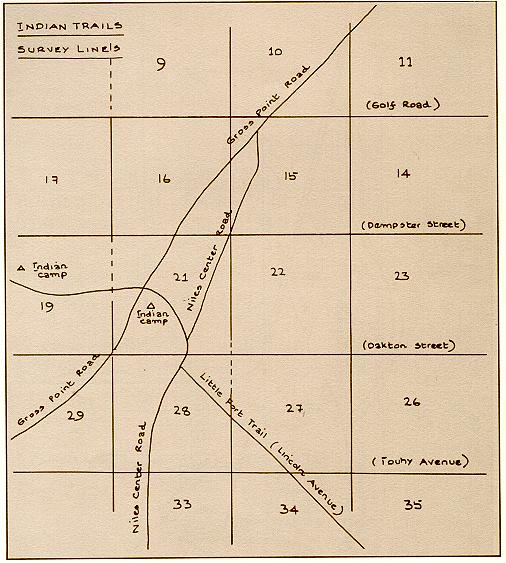 INDIAN TRAILS
SURVEY LINES
9
10
11
Gross Point Road
(Golf Road)
17
16
15
14
Niles Center Road
(Dempster Street)
Indian
camp
21
22
23
19
Indian
camp
(Oakton Street)
Gross Point Road
29
28
Little Fort Trail (Lincoln Avenue)
27
26
Niles Center Road
(Touhy Avenue)
33
34
35